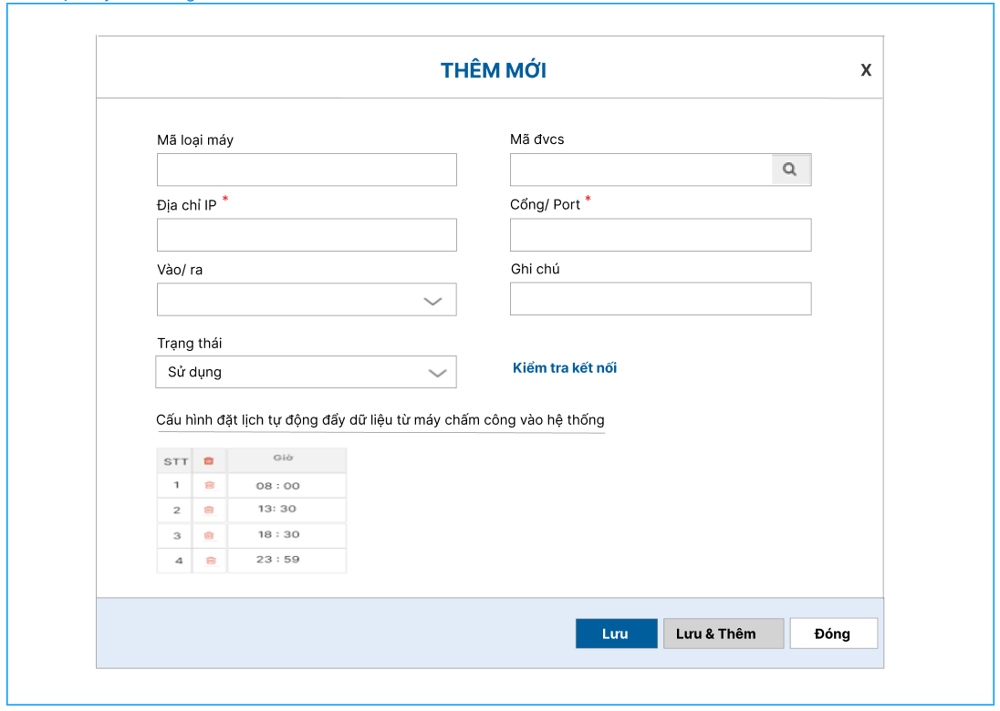 THÊM MỚI X
Mã loại máy Mã đvcs
Địa chỉ IP * Cổng/ Port *
Vào/ ra Ghi chú
Trạng thái
Sử dụng Kiểm tra kết nối
Cấu hình đặt lịch tự động đẩy dữ liệu từ máy chấm công vào hệ thống
STT Giờ
1 08 : 00
2 13: 30
3 18 : 30
4 23 : 59
Lưu Lưu & Thêm Đóng